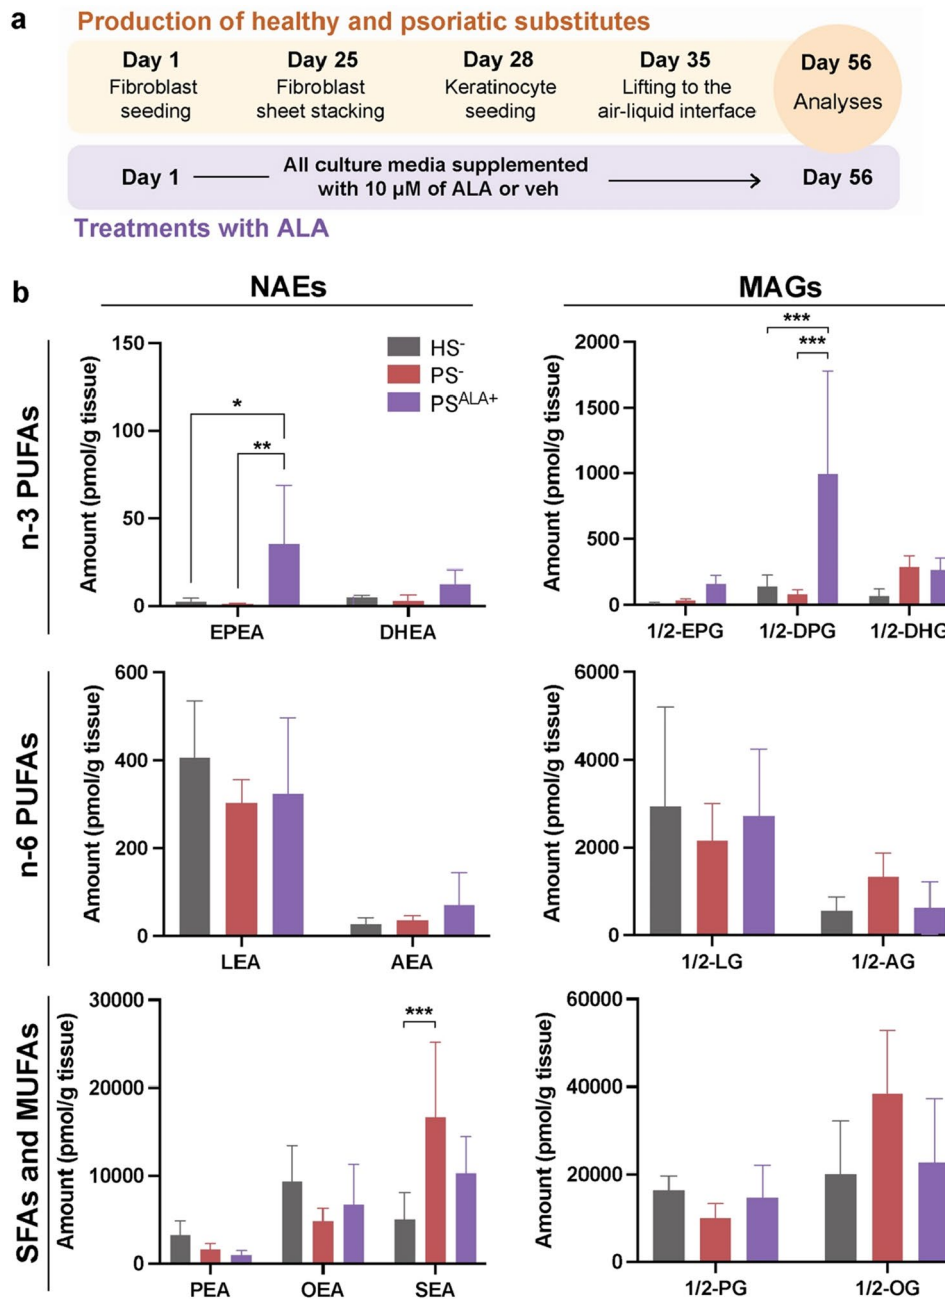 a
Production of healthy and psoriatic substitutes
Day 1
Fibroblast
seeding
Day 25
Fibroblast
sheet stacking
Day 28
Keratinocyte
seeding
Day 35
Lifting to the
air-liquid interface
Day 56
Analyses
Day 1
All culture media supplemented
with 10 µM of ALA or veh
Day 56
Treatments with ALA
b
NAEs
MAGs
n-3 PUFAs
Amount (pmol/g tissue)
150
100
50
0
HS-
PS-
PSALA+
*
**
EPEA
DHEA
Amount (pmol/g tissue)
2000
1500
1000
500
0
***
***
1/2-EPG
1/2-DPG
1/2-DHG
n-6 PUFAs
Amount (pmol/g tissue)
600
400
200
0
LEA
AEA
Amount (pmol/g tissue)
6000
4000
2000
0
1/2-LG
1/2-AG
SFAs and MUFAs
Amount (pmol/g tissue)
30000
20000
10000
0
***
PEA
OEA
SEA
Amount (pmol/g tissue)
60000
40000
20000
0
1/2-PG
1/2-OG